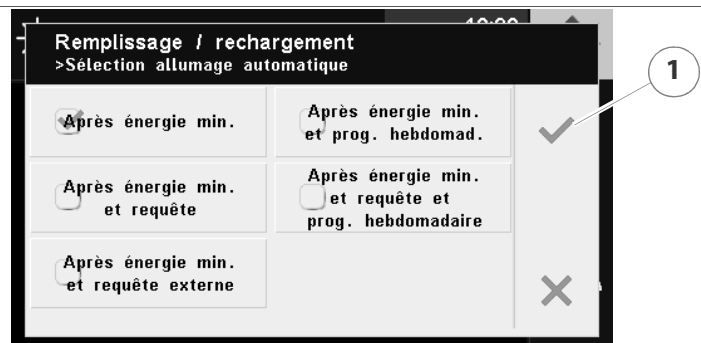 Remplissage / rechargement
>Sélection allumage automatique
Après énergie min.
Après énergie min.
et prog. hebdomad.
Après énergie min.
et requête
Après énergie min.
et requête et
prog. hebdomadaire
Après énergie min.
et requête externe
1